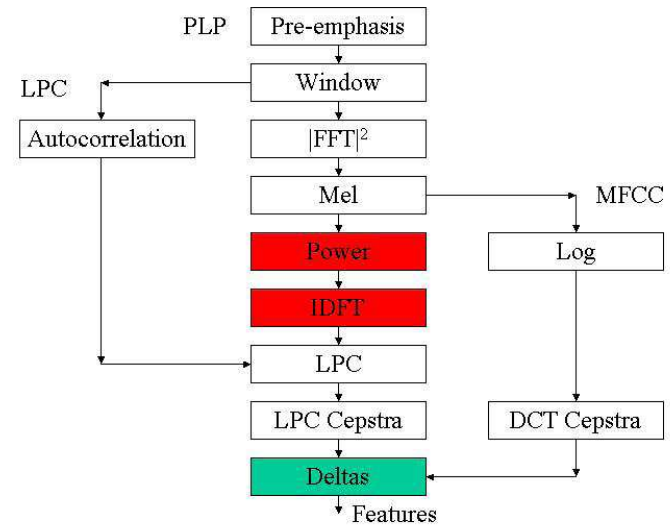 PLP
Pre-emphasis
LPC
Window
Autocorrelation
|FFT|²
Mel
MFCC
Power
Log
IDFT
LPC
LPC Cepstra
DCT Cepstra
Deltas
Features